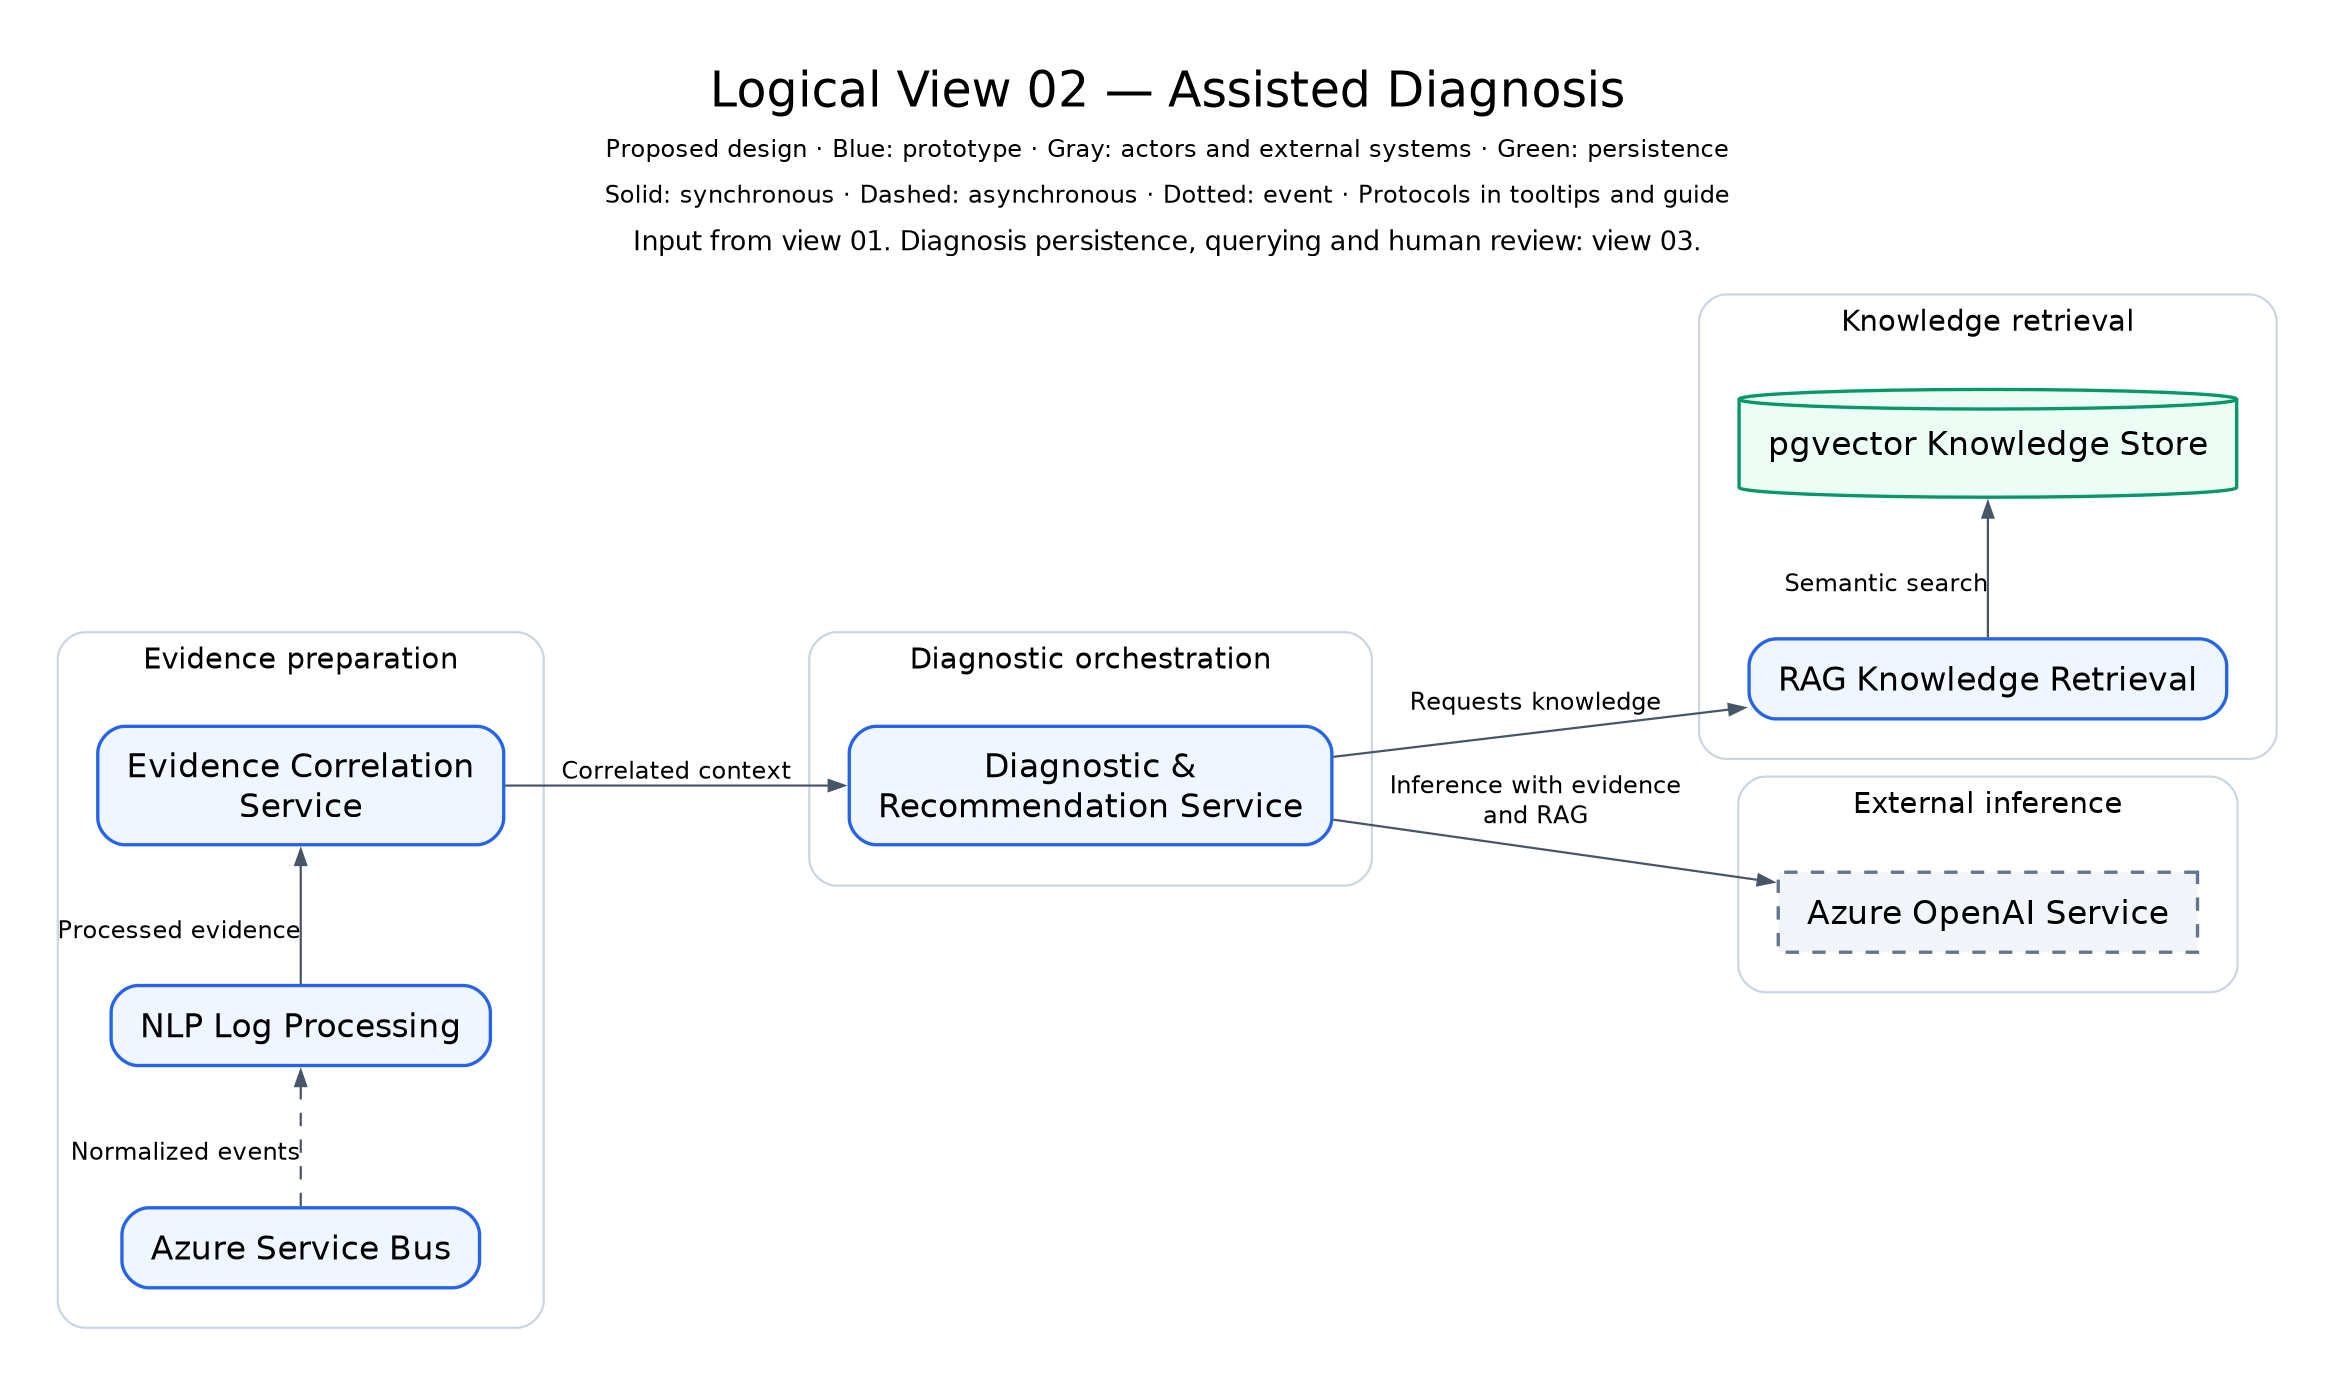 Logical View 02 — Assisted Diagnosis
Proposed design · Blue: prototype · Gray: actors and external systems · Green: persistence
Solid: synchronous · Dashed: asynchronous · Dotted: event · Protocols in tooltips and guide
Input from view 01. Diagnosis persistence, querying and human review: view 03.
Knowledge retrieval
pgvector Knowledge Store
Semantic search
RAG Knowledge Retrieval
Evidence preparation
Evidence Correlation
Service
Processed evidence
NLP Log Processing
Normalized events
Azure Service Bus
Correlated context
Diagnostic orchestration
Diagnostic &
Recommendation Service
Requests knowledge
Inference with evidence
and RAG
External inference
Azure OpenAI Service